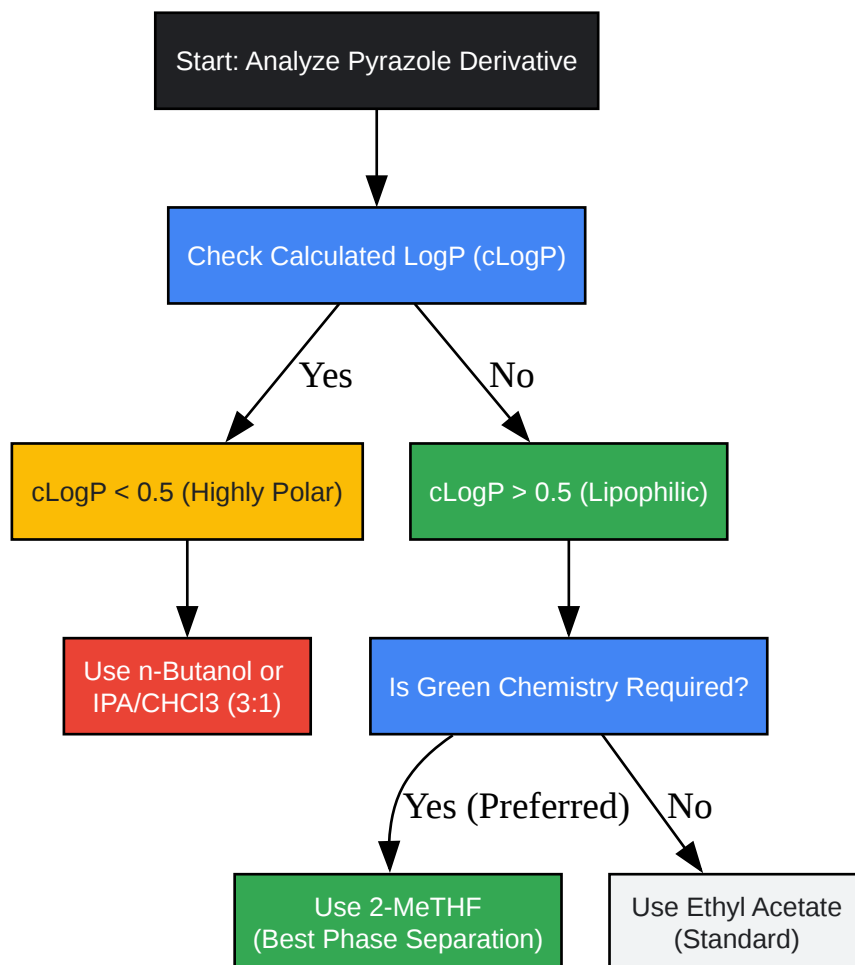 Start: Analyze Pyrazole Derivative
Check Calculated LogP (cLogP)
Yes
No
cLogP < 0.5 (Highly Polar)
cLogP > 0.5 (Lipophilic)
Use n-Butanol or
IPA/CHCl3 (3:1)
Is Green Chemistry Required?
Yes (Preferred)
No
Use 2-MeTHF
(Best Phase Separation)
Use Ethyl Acetate
(Standard)